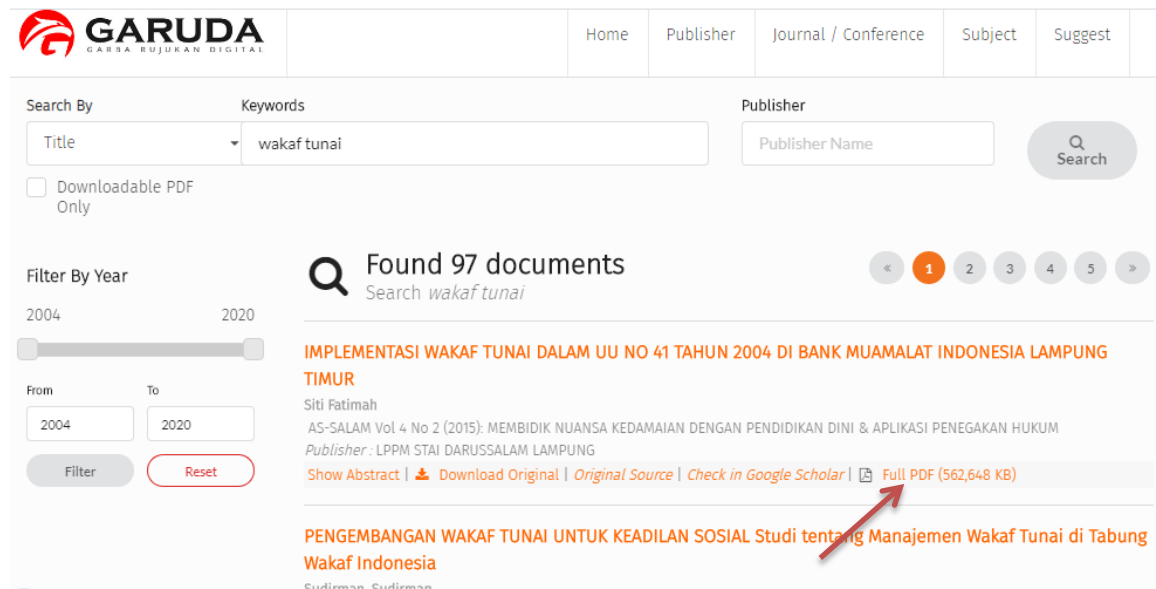 GARUDA
GARBA RUJUKAN DIGITAL
Home
Publisher
Journal / Conference
Subject
Suggest
Search By
Keywords
Publisher
Title
wakaf tunai
Publisher Name
Search
Downloadable PDF
Only
Filter By Year
2004
2020
From
To
2004
2020
Filter
Reset
Found 97 documents
Search wakaf tunai
«
1
2
3
4
5
»
IMPLEMENTASI WAKAF TUNAI DALAM UU NO 41 TAHUN 2004 DI BANK MUAMALAT INDONESIA LAMPUNG
TIMUR
Siti Fatimah
AS-SALAM Vol 4 No 2 (2015): MEMBIDIK NUANSA KEDAMAIAN DENGAN PENDIDIKAN DINI & APLIKASI PENEGAKAN HUKUM
Publisher : LPPM STAI DARUSSALAM LAMPUNG
Show Abstract | Download Original | Original Source | Check in Google Scholar | Full PDF (562,648 KB)
PENGEMBANGAN WAKAF TUNAI UNTUK KEADILAN SOSIAL Studi tentang Manajemen Wakaf Tunai di Tabung
Wakaf Indonesia
Sudirman, Sudirman